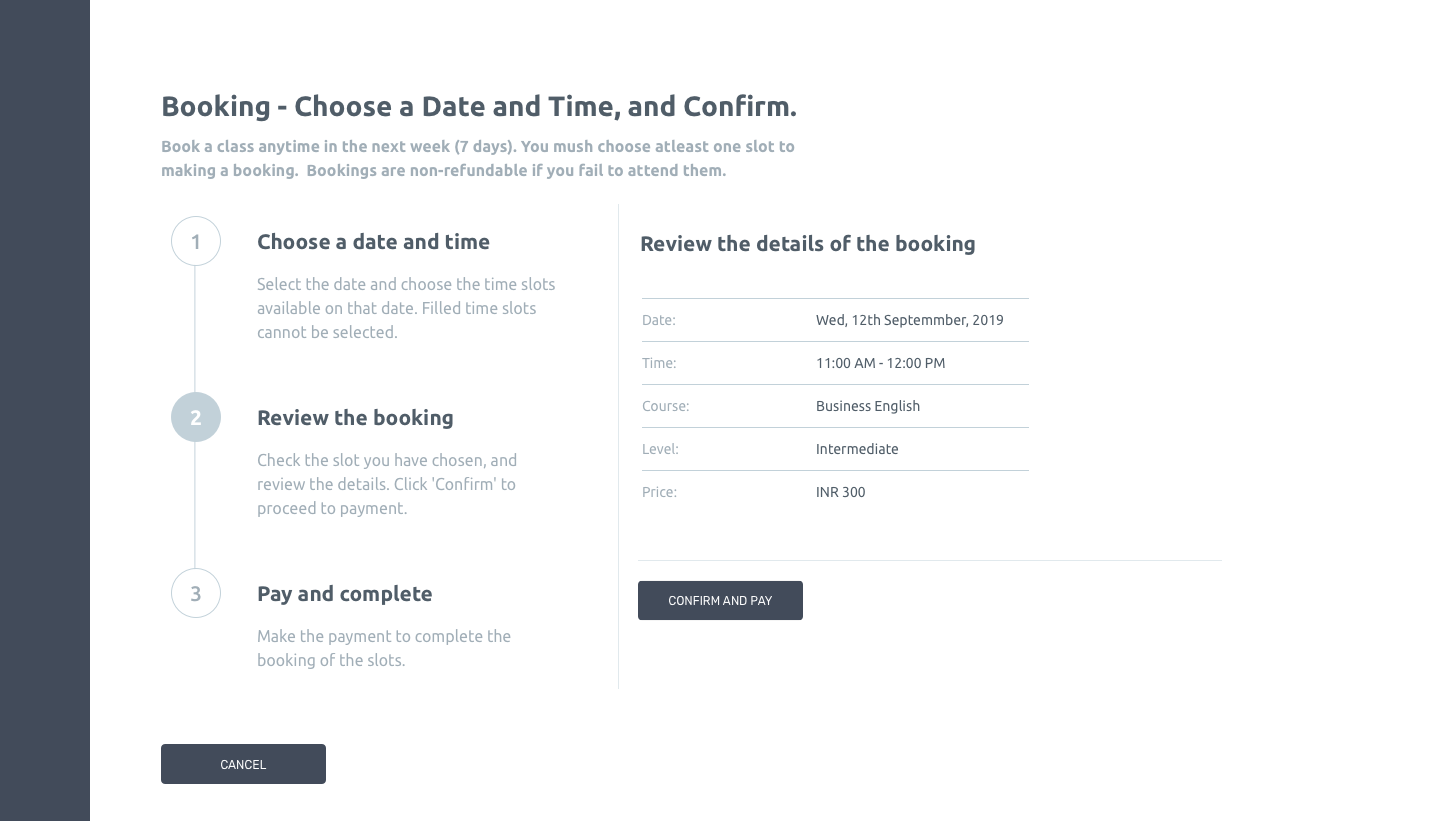 Booking - Choose a Date and Time, and Confirm.
Book a class anytime in the next week (7 days). You mush choose atleast one slot to
making a booking.  Bookings are non-refundable if you fail to attend them.
1
Choose a date and time
Select the date and choose the time slots
available on that date. Filled time slots
cannot be selected.
2
Review the booking
Check the slot you have chosen, and
review the details. Click 'Confirm' to
proceed to payment.
3
Pay and complete
Make the payment to complete the
booking of the slots.
Review the details of the booking
Date: Wed, 12th Septemmber, 2019
Time: 11:00 AM - 12:00 PM
Course: Business English
Level: Intermediate
Price: INR 300
CONFIRM AND PAY
CANCEL